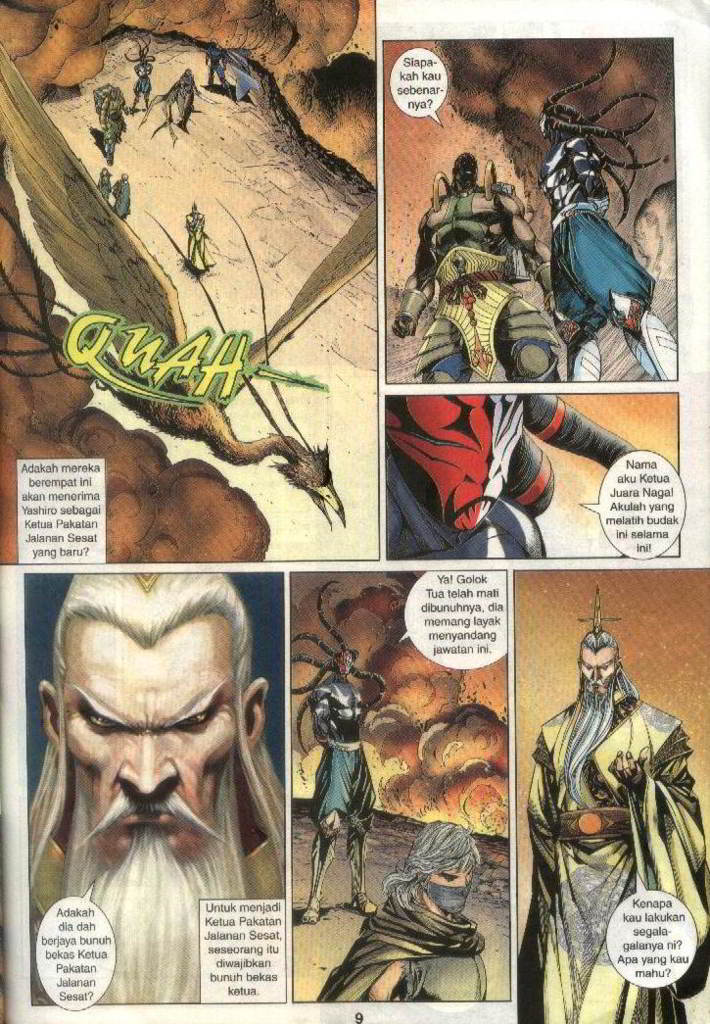 QUAH
Adakah mereka
berempat ini
akan menerima
Yashiro sebagai
Ketua Pakatan
Jalanan Sesat
yang baru?
Siapa-
kah kau
sebenar-
nya?
Nama
aku Ketua
Juara Naga!
Akulah yang
melatih budak
ini selama
ini!
Adakah
dia dah
berjaya bunuh
bekas Ketua
Pakatan
Jalanan
Sesat?
Untuk menjadi
Ketua Pakatan
Jalanan Sesat,
seseorang itu
diwajibkan
bunuh bekas
ketua.
Ya! Golok
Tua telah mati
dibunuhnya, dia
memang layak
menyandang
jawatan ini.
Kenapa
kau lakukan
segala-
galanya ni?
Apa yang kau
mahu?
9